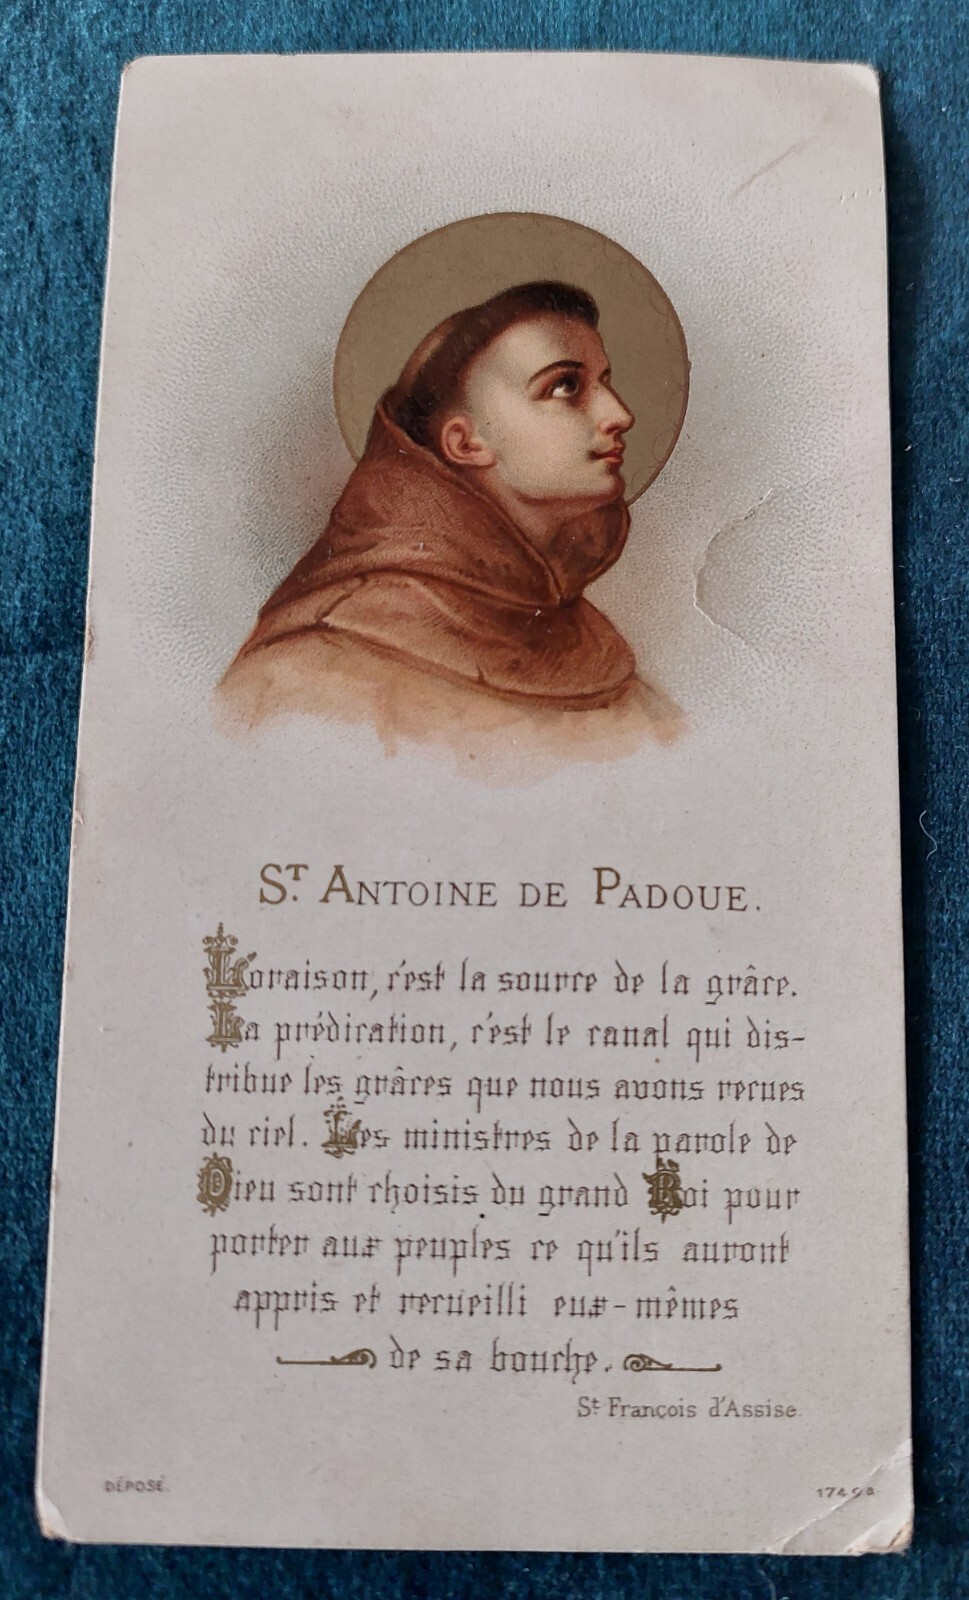 ST. ANTOINE DE PADOUE.
L'oraison, c'est la source de la grâce.
La prédication, c'est le canal qui dis-
tribue les grâces que nous avons recues
du ciel. Les ministres de la parole de
Dieu sont choisis du grand Roi pour
porter aux peuples ce qu'ils auront
appris et recueilli eux-mêmes
de sa bouche.
St François d'Assise.
DÉPOSÉ.